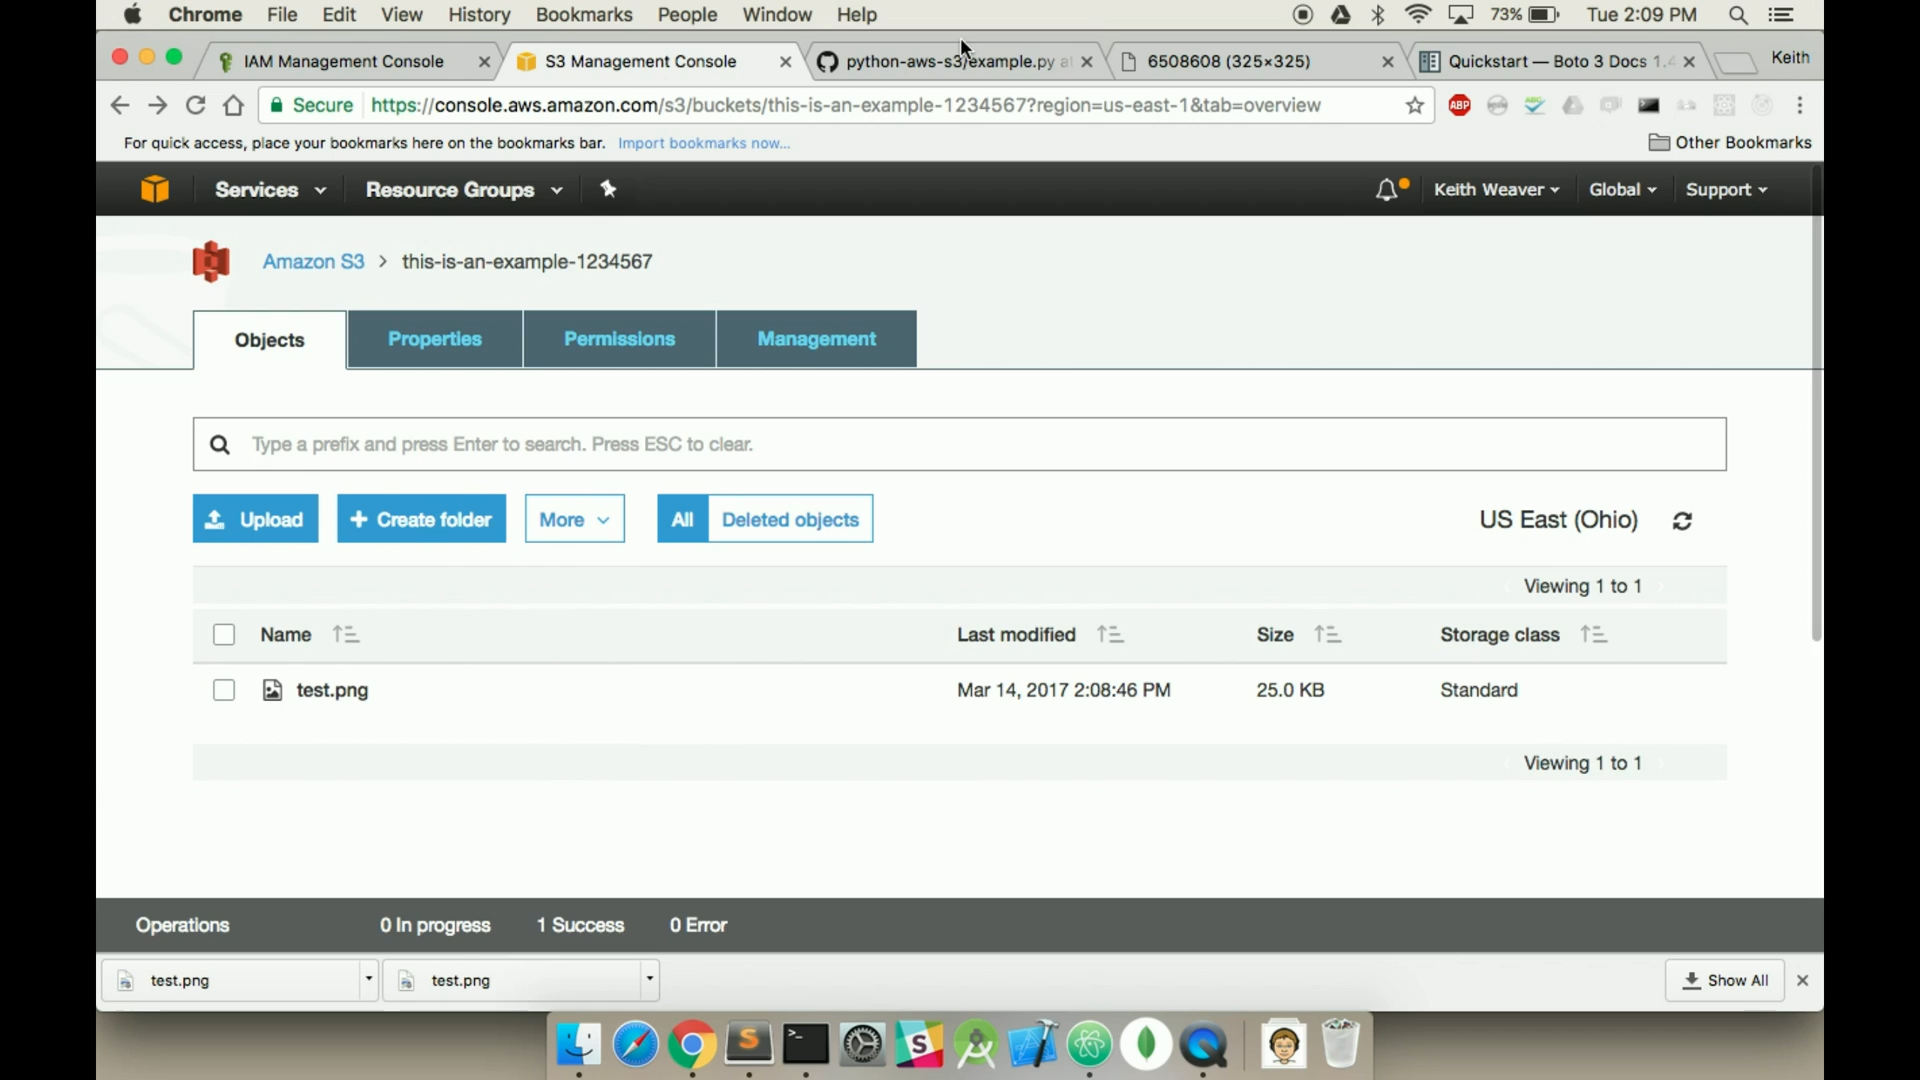 Chrome File Edit View History Bookmarks People Window Help 73% Tue 2:09 PM
IAM Management Console S3 Management Console python-aws-s3/example.py a 6508608 (325×325) Quickstart — Boto 3 Docs 1.4 Keith
Secure https://console.aws.amazon.com/s3/buckets/this-is-an-example-1234567?region=us-east-1&tab=overview ABP
For quick access, place your bookmarks here on the bookmarks bar. Import bookmarks now... Other Bookmarks
Services Resource Groups Keith Weaver Global Support
Amazon S3 > this-is-an-example-1234567
Objects Properties Permissions Management
Type a prefix and press Enter to search. Press ESC to clear.
Upload + Create folder More All Deleted objects US East (Ohio)
Viewing 1 to 1
Name Last modified Size Storage class
test.png Mar 14, 2017 2:08:46 PM 25.0 KB Standard
Viewing 1 to 1
Operations 0 In progress 1 Success 0 Error
test.png test.png Show All